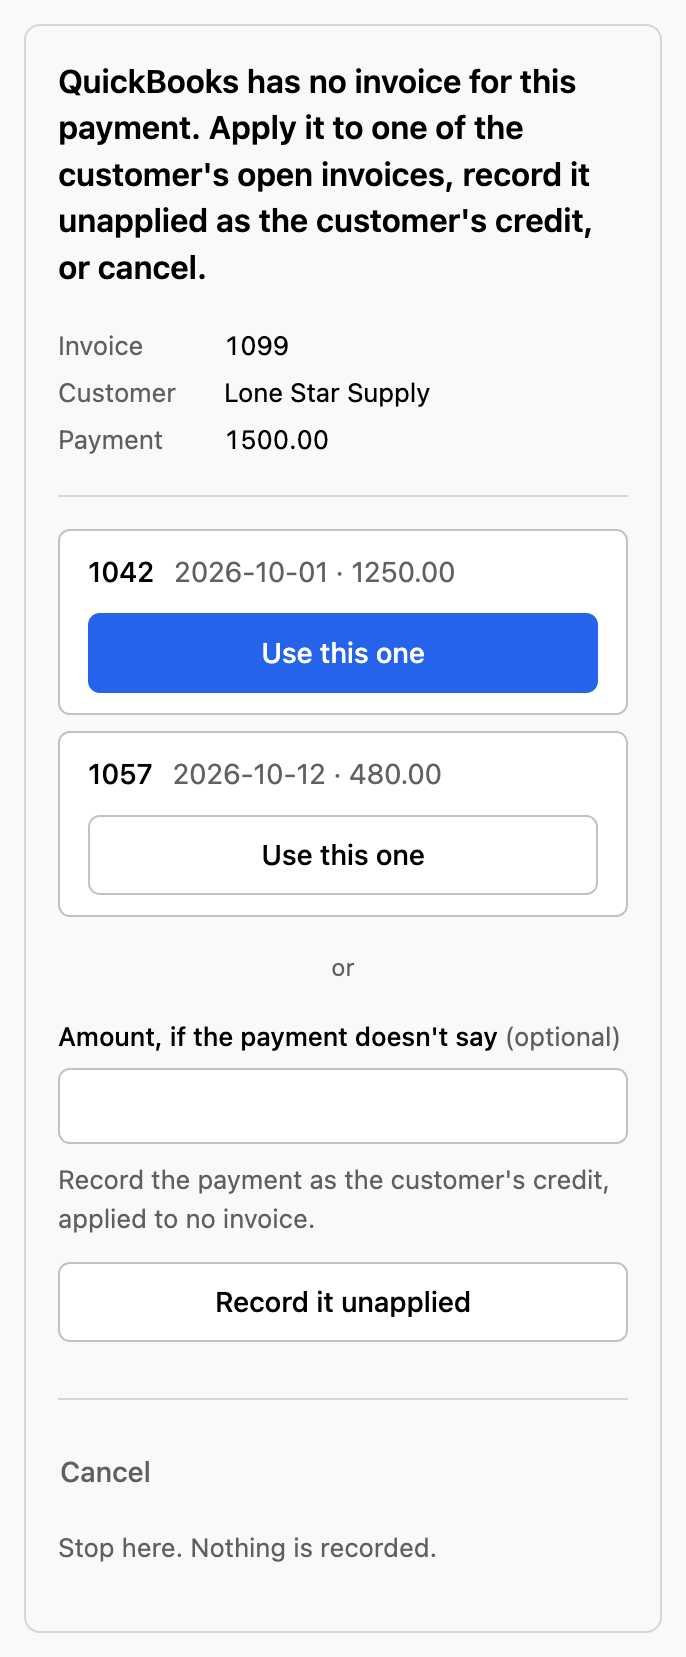 QuickBooks has no invoice for this
payment. Apply it to one of the
customer's open invoices, record it
unapplied as the customer's credit,
or cancel.
Invoice 1099
Customer Lone Star Supply
Payment 1500.00
1042 2026-10-01 · 1250.00
Use this one
1057 2026-10-12 · 480.00
Use this one
or
Amount, if the payment doesn't say (optional)
Record the payment as the customer's credit,
applied to no invoice.
Record it unapplied
Cancel
Stop here. Nothing is recorded.